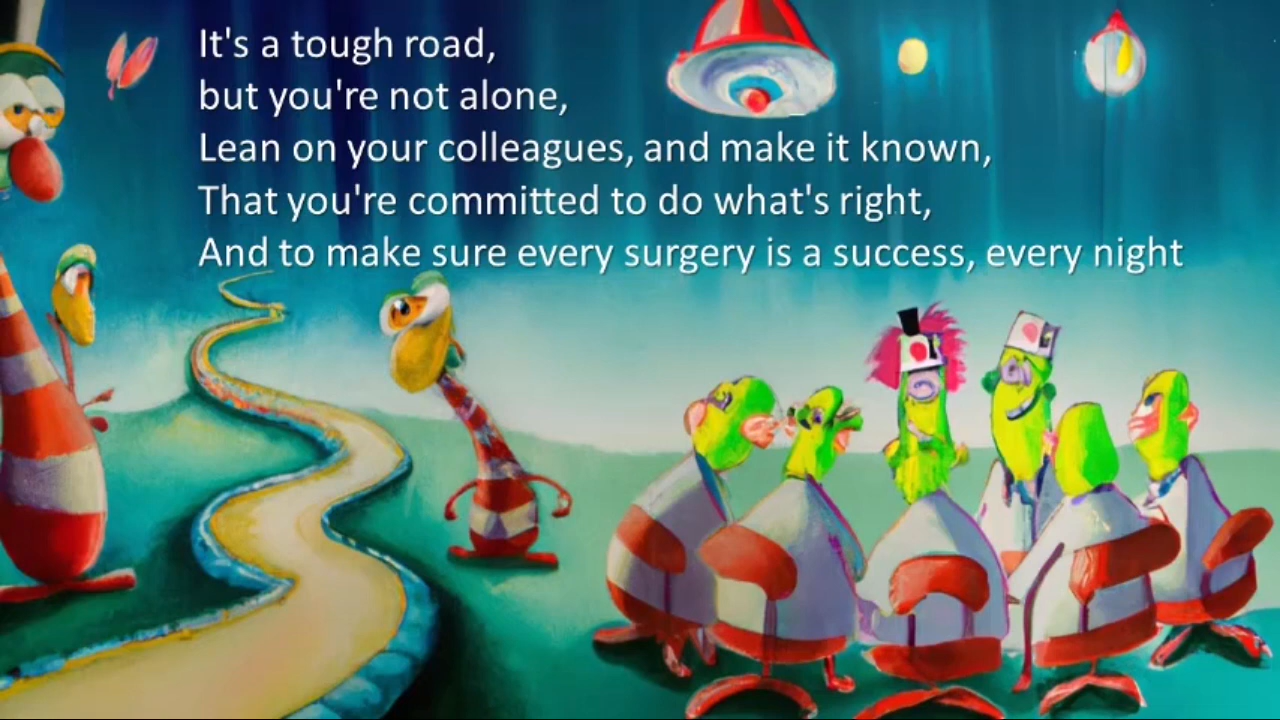 It's a tough road,
but you're not alone,
Lean on your colleagues, and make it known,
That you're committed to do what's right,
And to make sure every surgery is a success, every night